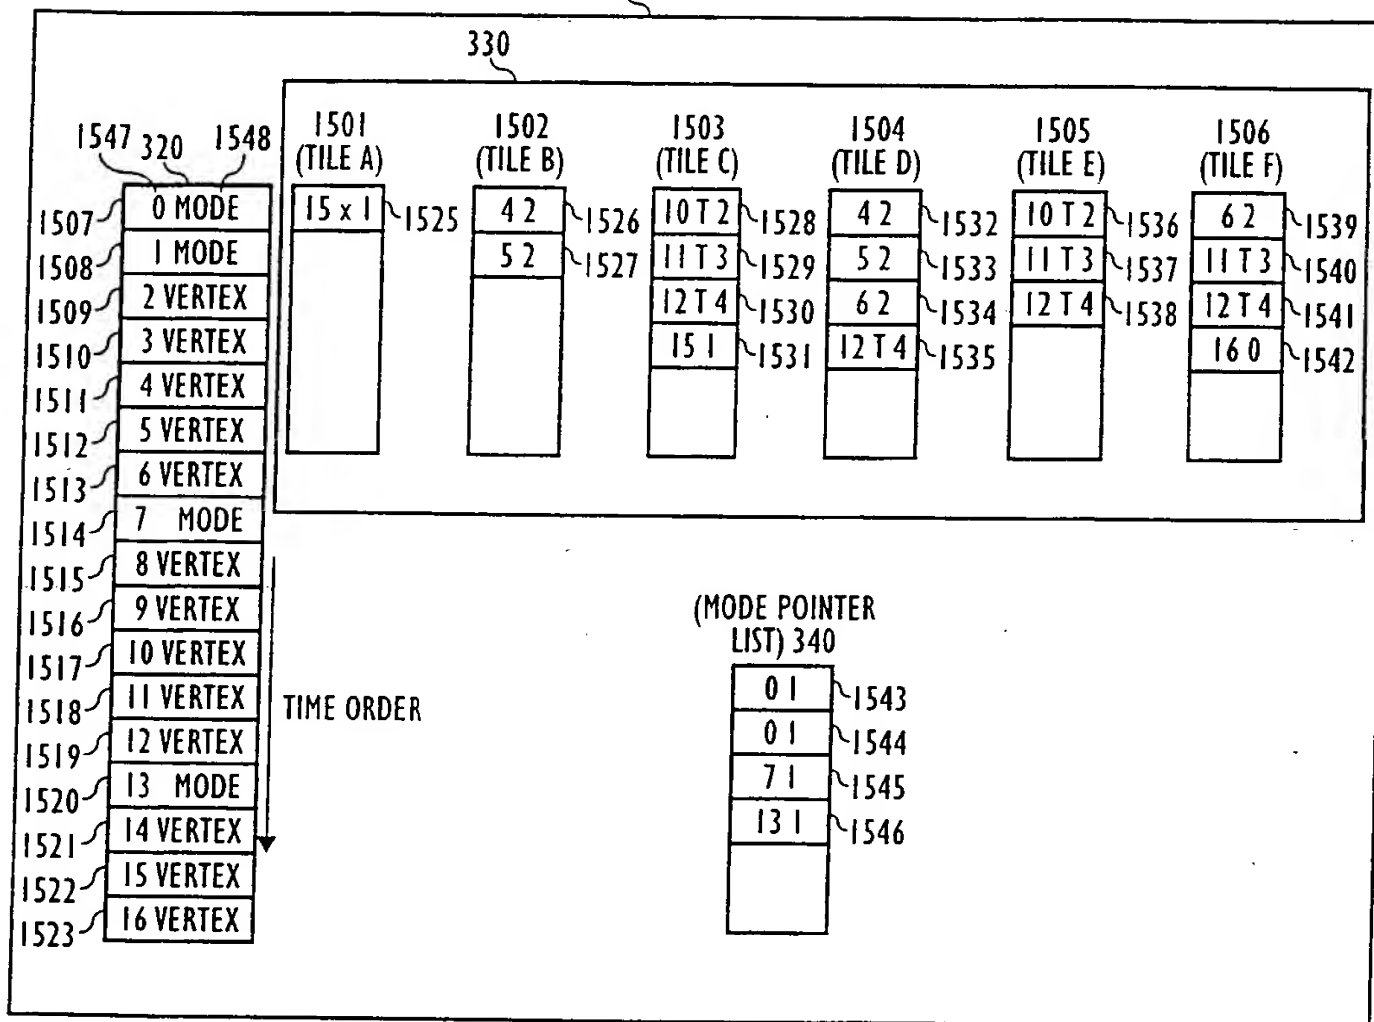 330
1547 320 1548
1507 0 MODE
1508 1 MODE
1509 2 VERTEX
1510 3 VERTEX
1511 4 VERTEX
1512 5 VERTEX
1513 6 VERTEX
1514 7 MODE
1515 8 VERTEX
1516 9 VERTEX
1517 10 VERTEX
1518 11 VERTEX
1519 12 VERTEX
1520 13 MODE
1521 14 VERTEX
1522 15 VERTEX
1523 16 VERTEX
TIME ORDER
1501
(TILE A)
15 x 1 1525
1502
(TILE B)
4 2 1526
5 2 1527
1503
(TILE C)
10 T 2 1528
11 T 3 1529
12 T 4 1530
15 1 1531
1504
(TILE D)
4 2 1532
5 2 1533
6 2 1534
12 T 4 1535
1505
(TILE E)
10 T 2 1536
11 T 3 1537
12 T 4 1538
1506
(TILE F)
6 2 1539
11 T 3 1540
12 T 4 1541
16 0 1542
(MODE POINTER
LIST) 340
0 1 1543
0 1 1544
7 1 1545
13 1 1546